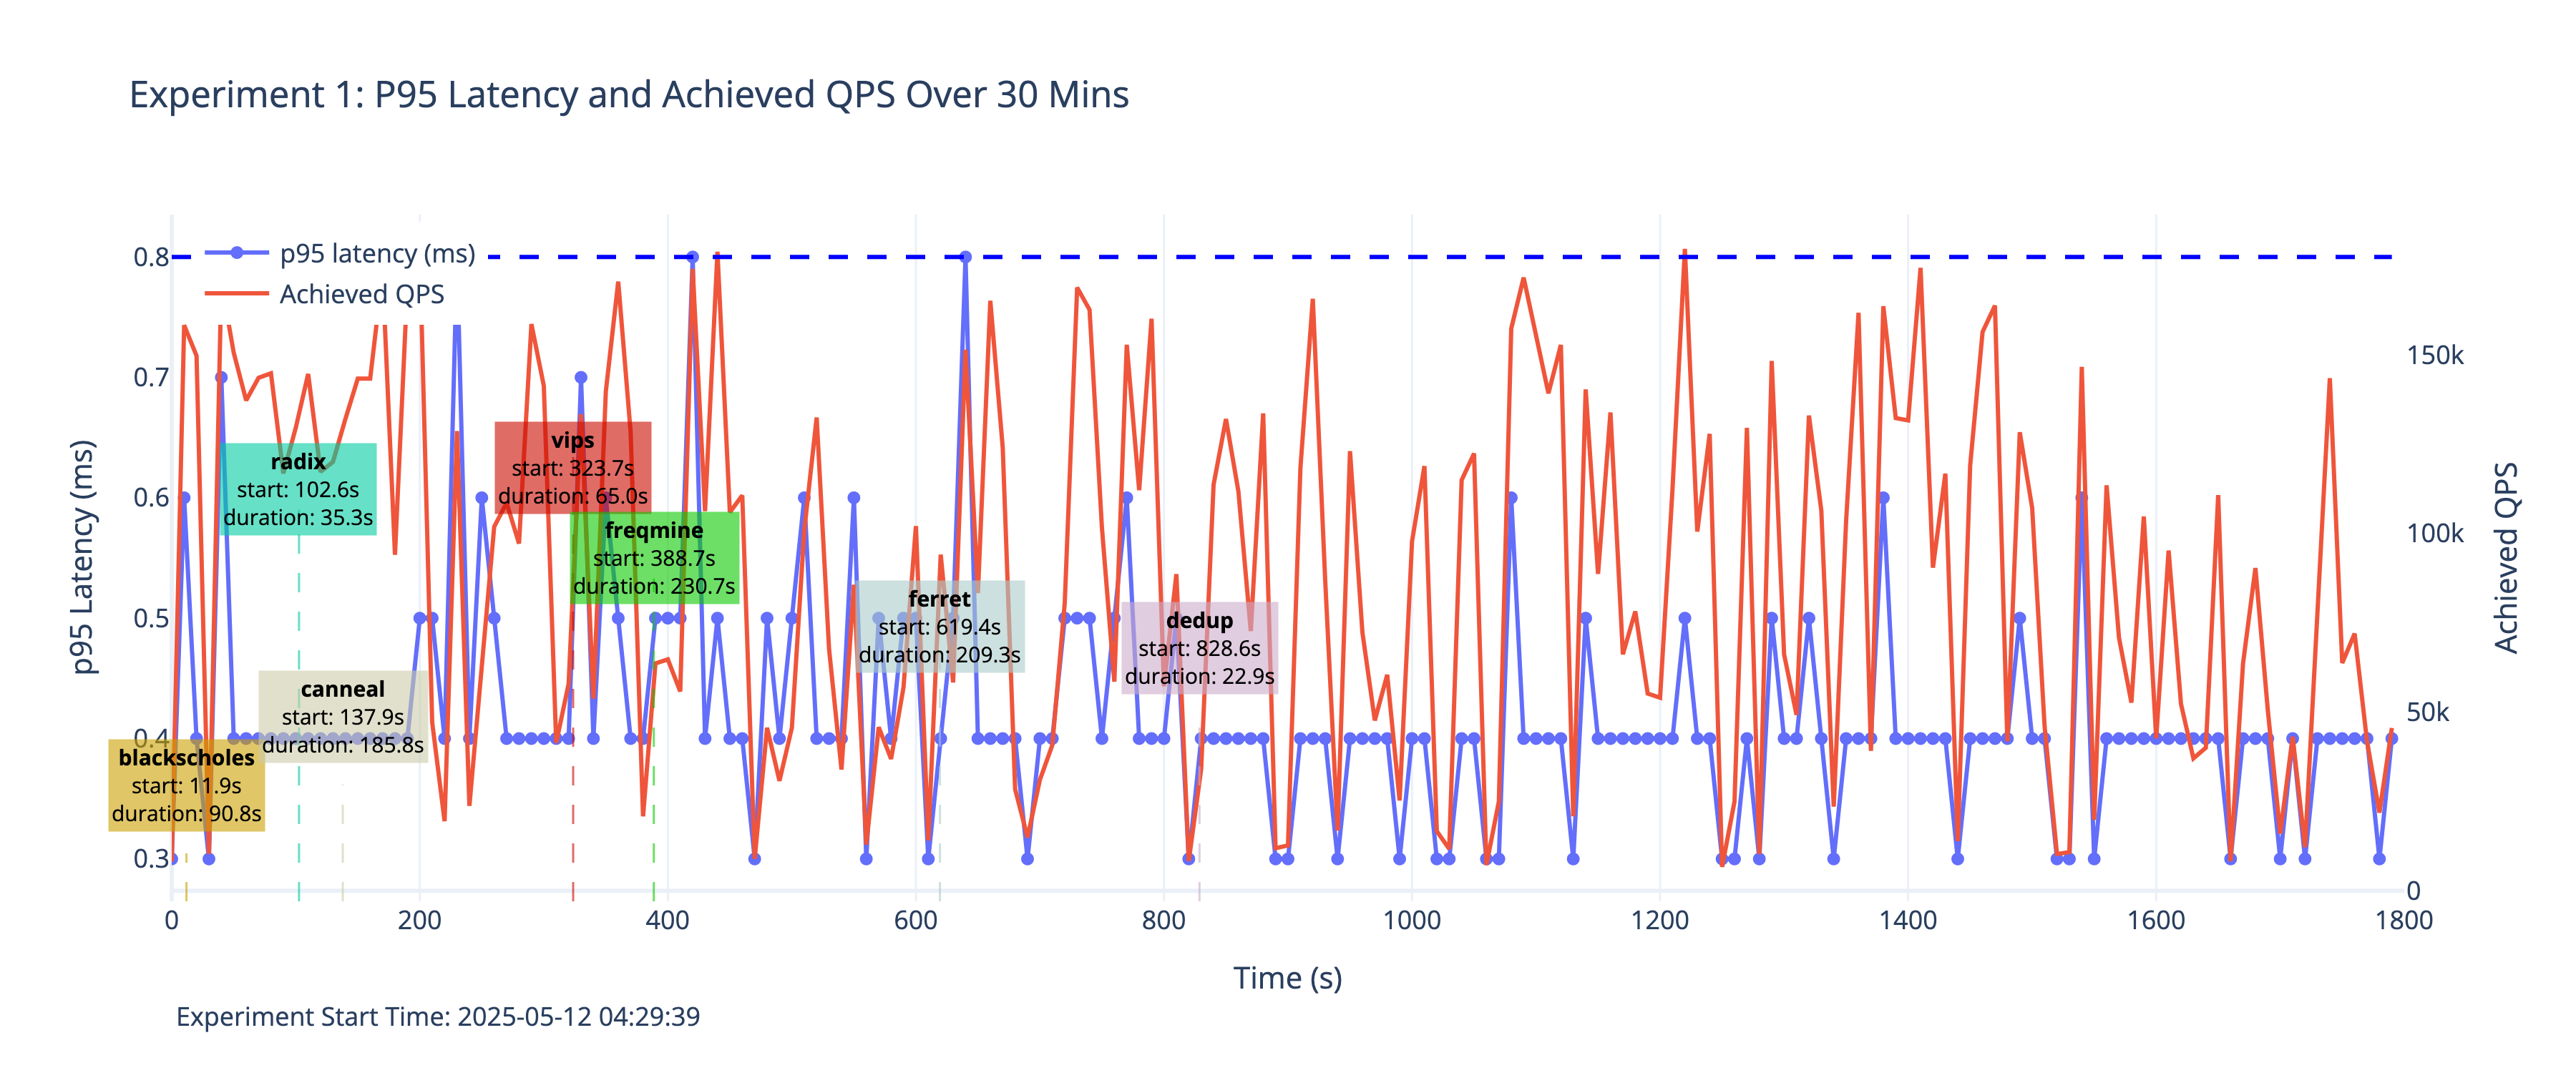 Experiment 1: P95 Latency and Achieved QPS Over 30 Mins
p95 latency (ms)
Achieved QPS
p95 Latency (ms)
0.8
0.7
0.6
0.5
0.4
0.3
radix
start: 102.6s
duration: 35.3s
canneal
start: 137.9s
duration: 185.8s
blackscholes
start: 11.9s
duration: 90.8s
vips
start: 323.7s
duration: 65.0s
freqmine
start: 388.7s
duration: 230.7s
ferret
start: 619.4s
duration: 209.3s
dedup
start: 828.6s
duration: 22.9s
150k
100k
50k
0
Achieved QPS
0 200 400 600 800 1000 1200 1400 1600 1800
Time (s)
Experiment Start Time: 2025-05-12 04:29:39